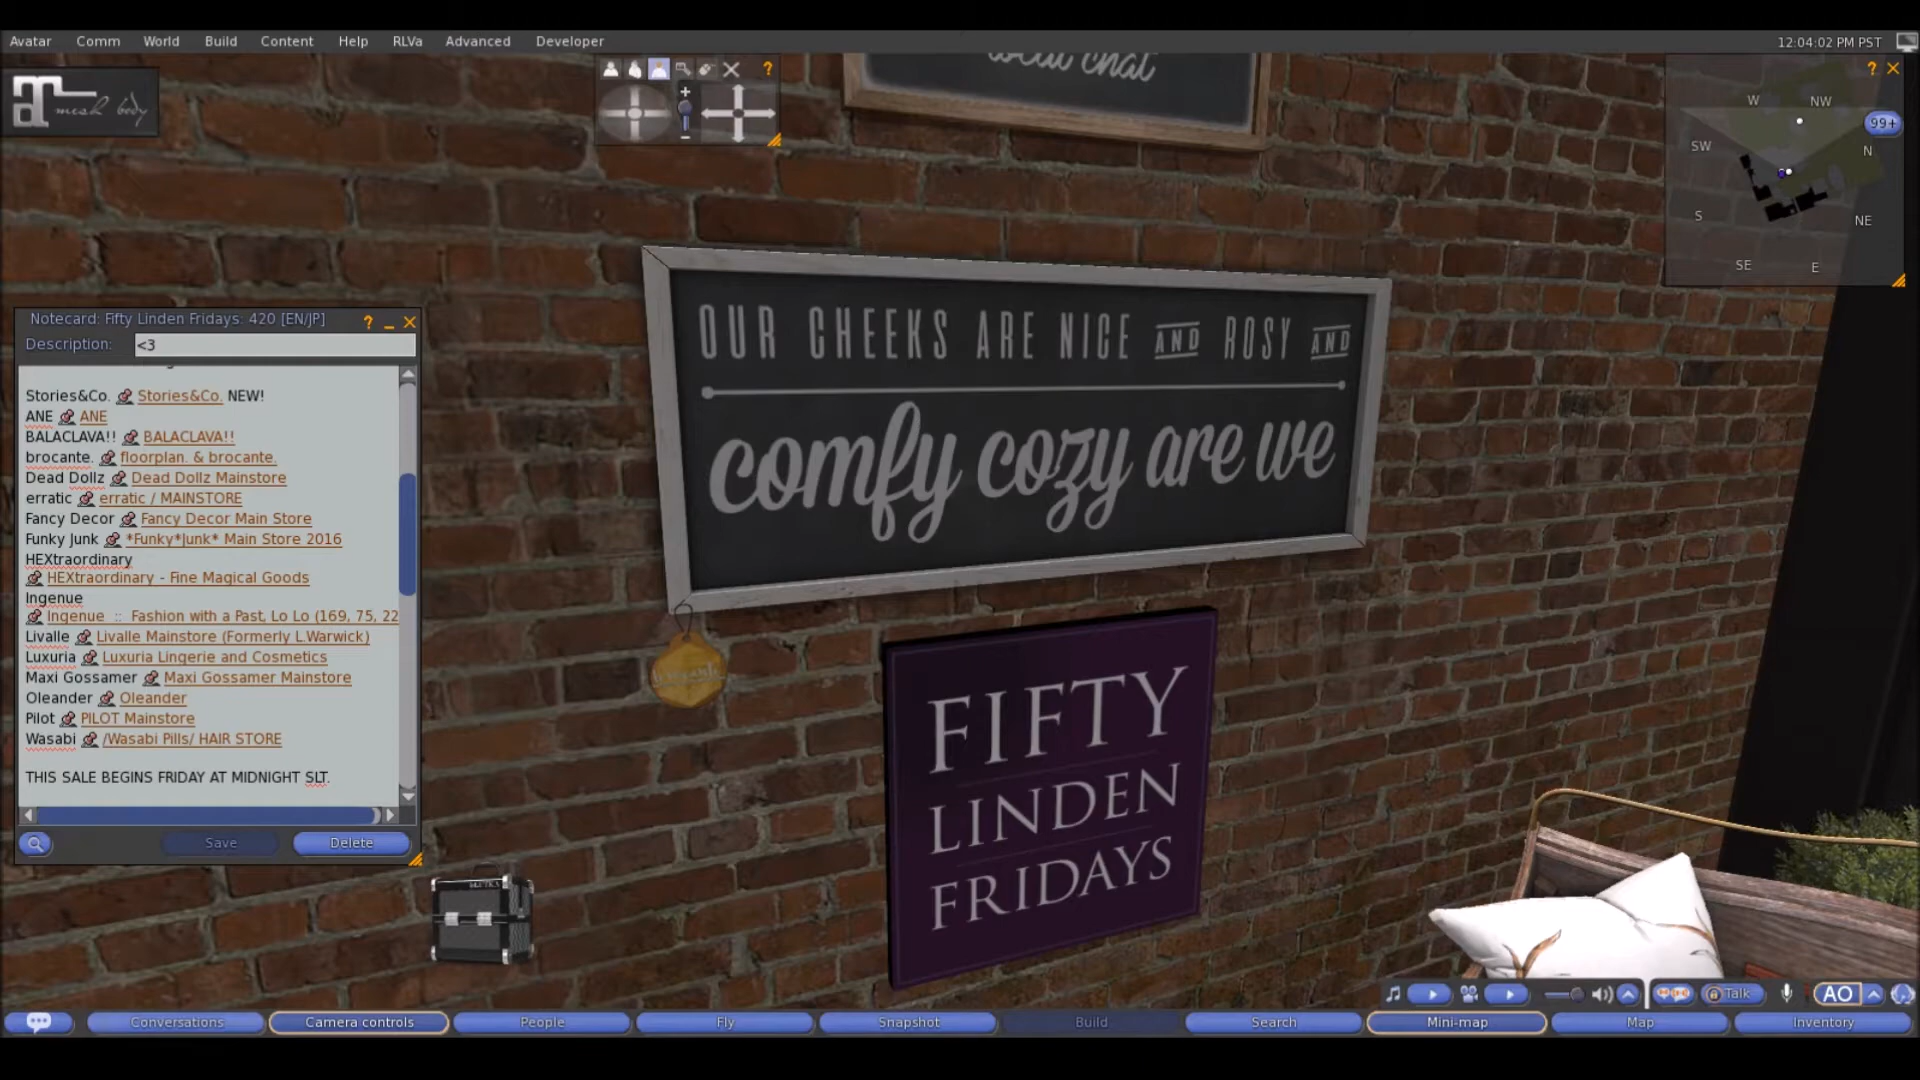 Avatar Comm World Build Content Help RLVa Advanced Developer 12:04:02 PM PST
mesh body
local chat
W NW
99+
SW N
S NE
SE E
Notecard: Fifty Linden Fridays: 420 [EN/JP]
Description: <3
Stories&Co. Stories&Co. NEW!
ANE ANE
BALACLAVA!! BALACLAVA!!
brocante. floorplan. & brocante.
Dead Dollz Dead Dollz Mainstore
erratic erratic / MAINSTORE
Fancy Decor Fancy Decor Main Store
Funky Junk *Funky*Junk* Main Store 2016
HEXtraordinary
HEXtraordinary - Fine Magical Goods
Ingenue
Ingenue :: Fashion with a Past, Lo Lo (169, 75, 22
Livalle Livalle Mainstore (Formerly L.Warwick)
Luxuria Luxuria Lingerie and Cosmetics
Maxi Gossamer Maxi Gossamer Mainstore
Oleander Oleander
Pilot PILOT Mainstore
Wasabi /Wasabi Pills/ HAIR STORE
THIS SALE BEGINS FRIDAY AT MIDNIGHT SLT.
Save Delete
OUR CHEEKS ARE NICE AND ROSY AND
comfy cozy are we
FIFTY
LINDEN
FRIDAYS
Talk AO
Conversations Camera controls People Fly Snapshot Build Search Mini-map Map Inventory